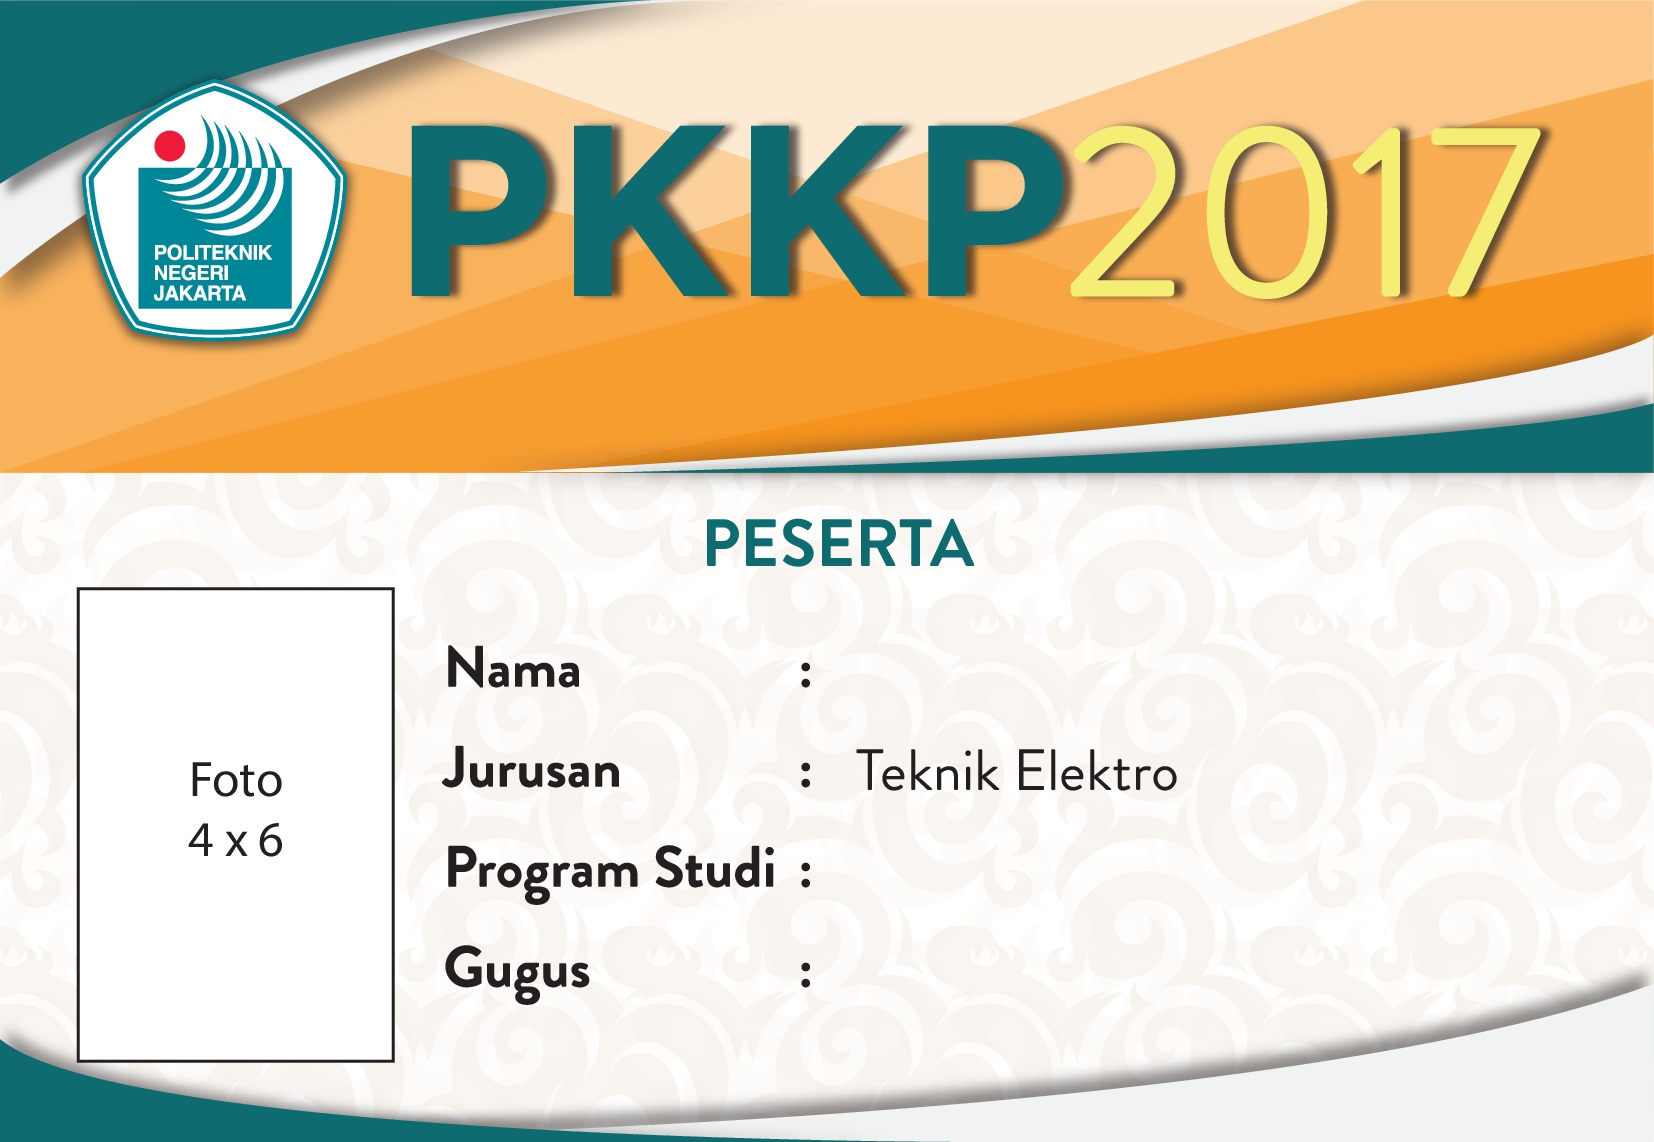 POLITEKNIK
NEGERI
JAKARTA
PKKP2017
PESERTA
Foto
4 x 6
Nama :
Jurusan : Teknik Elektro
Program Studi :
Gugus :